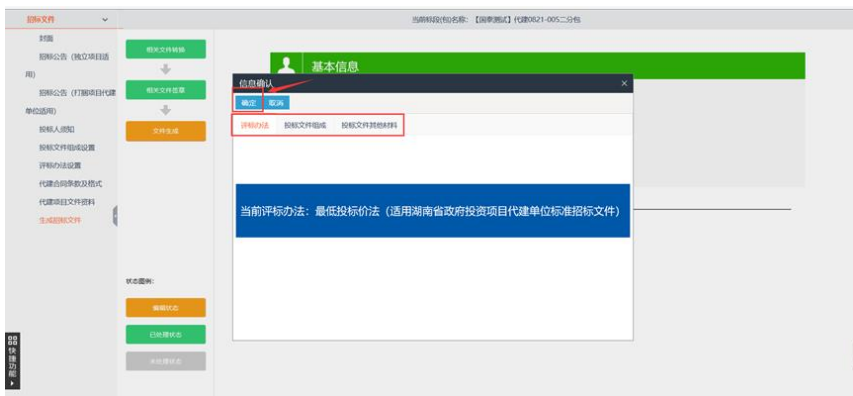 招标文件
当前标段(包)名称: 【国泰测试】代建0821-005二分包
封面
招标公告 (独立项目适
用)
招标公告 (打捆项目代建
单位适用)
投标人须知
投标文件组成设置
评标办法设置
代建合同条款及格式
代建项目文件资料
生成招标文件
相关文件转换
相关文件签章
文件生成
状态图例:
编辑状态
已处理状态
未处理状态
基本信息
信息确认
×
确定 取消
评标办法 投标文件组成 投标文件其他材料
当前评标办法：最低投标价法（适用湖南省政府投资项目代建单位标准招标文件）
快捷功能